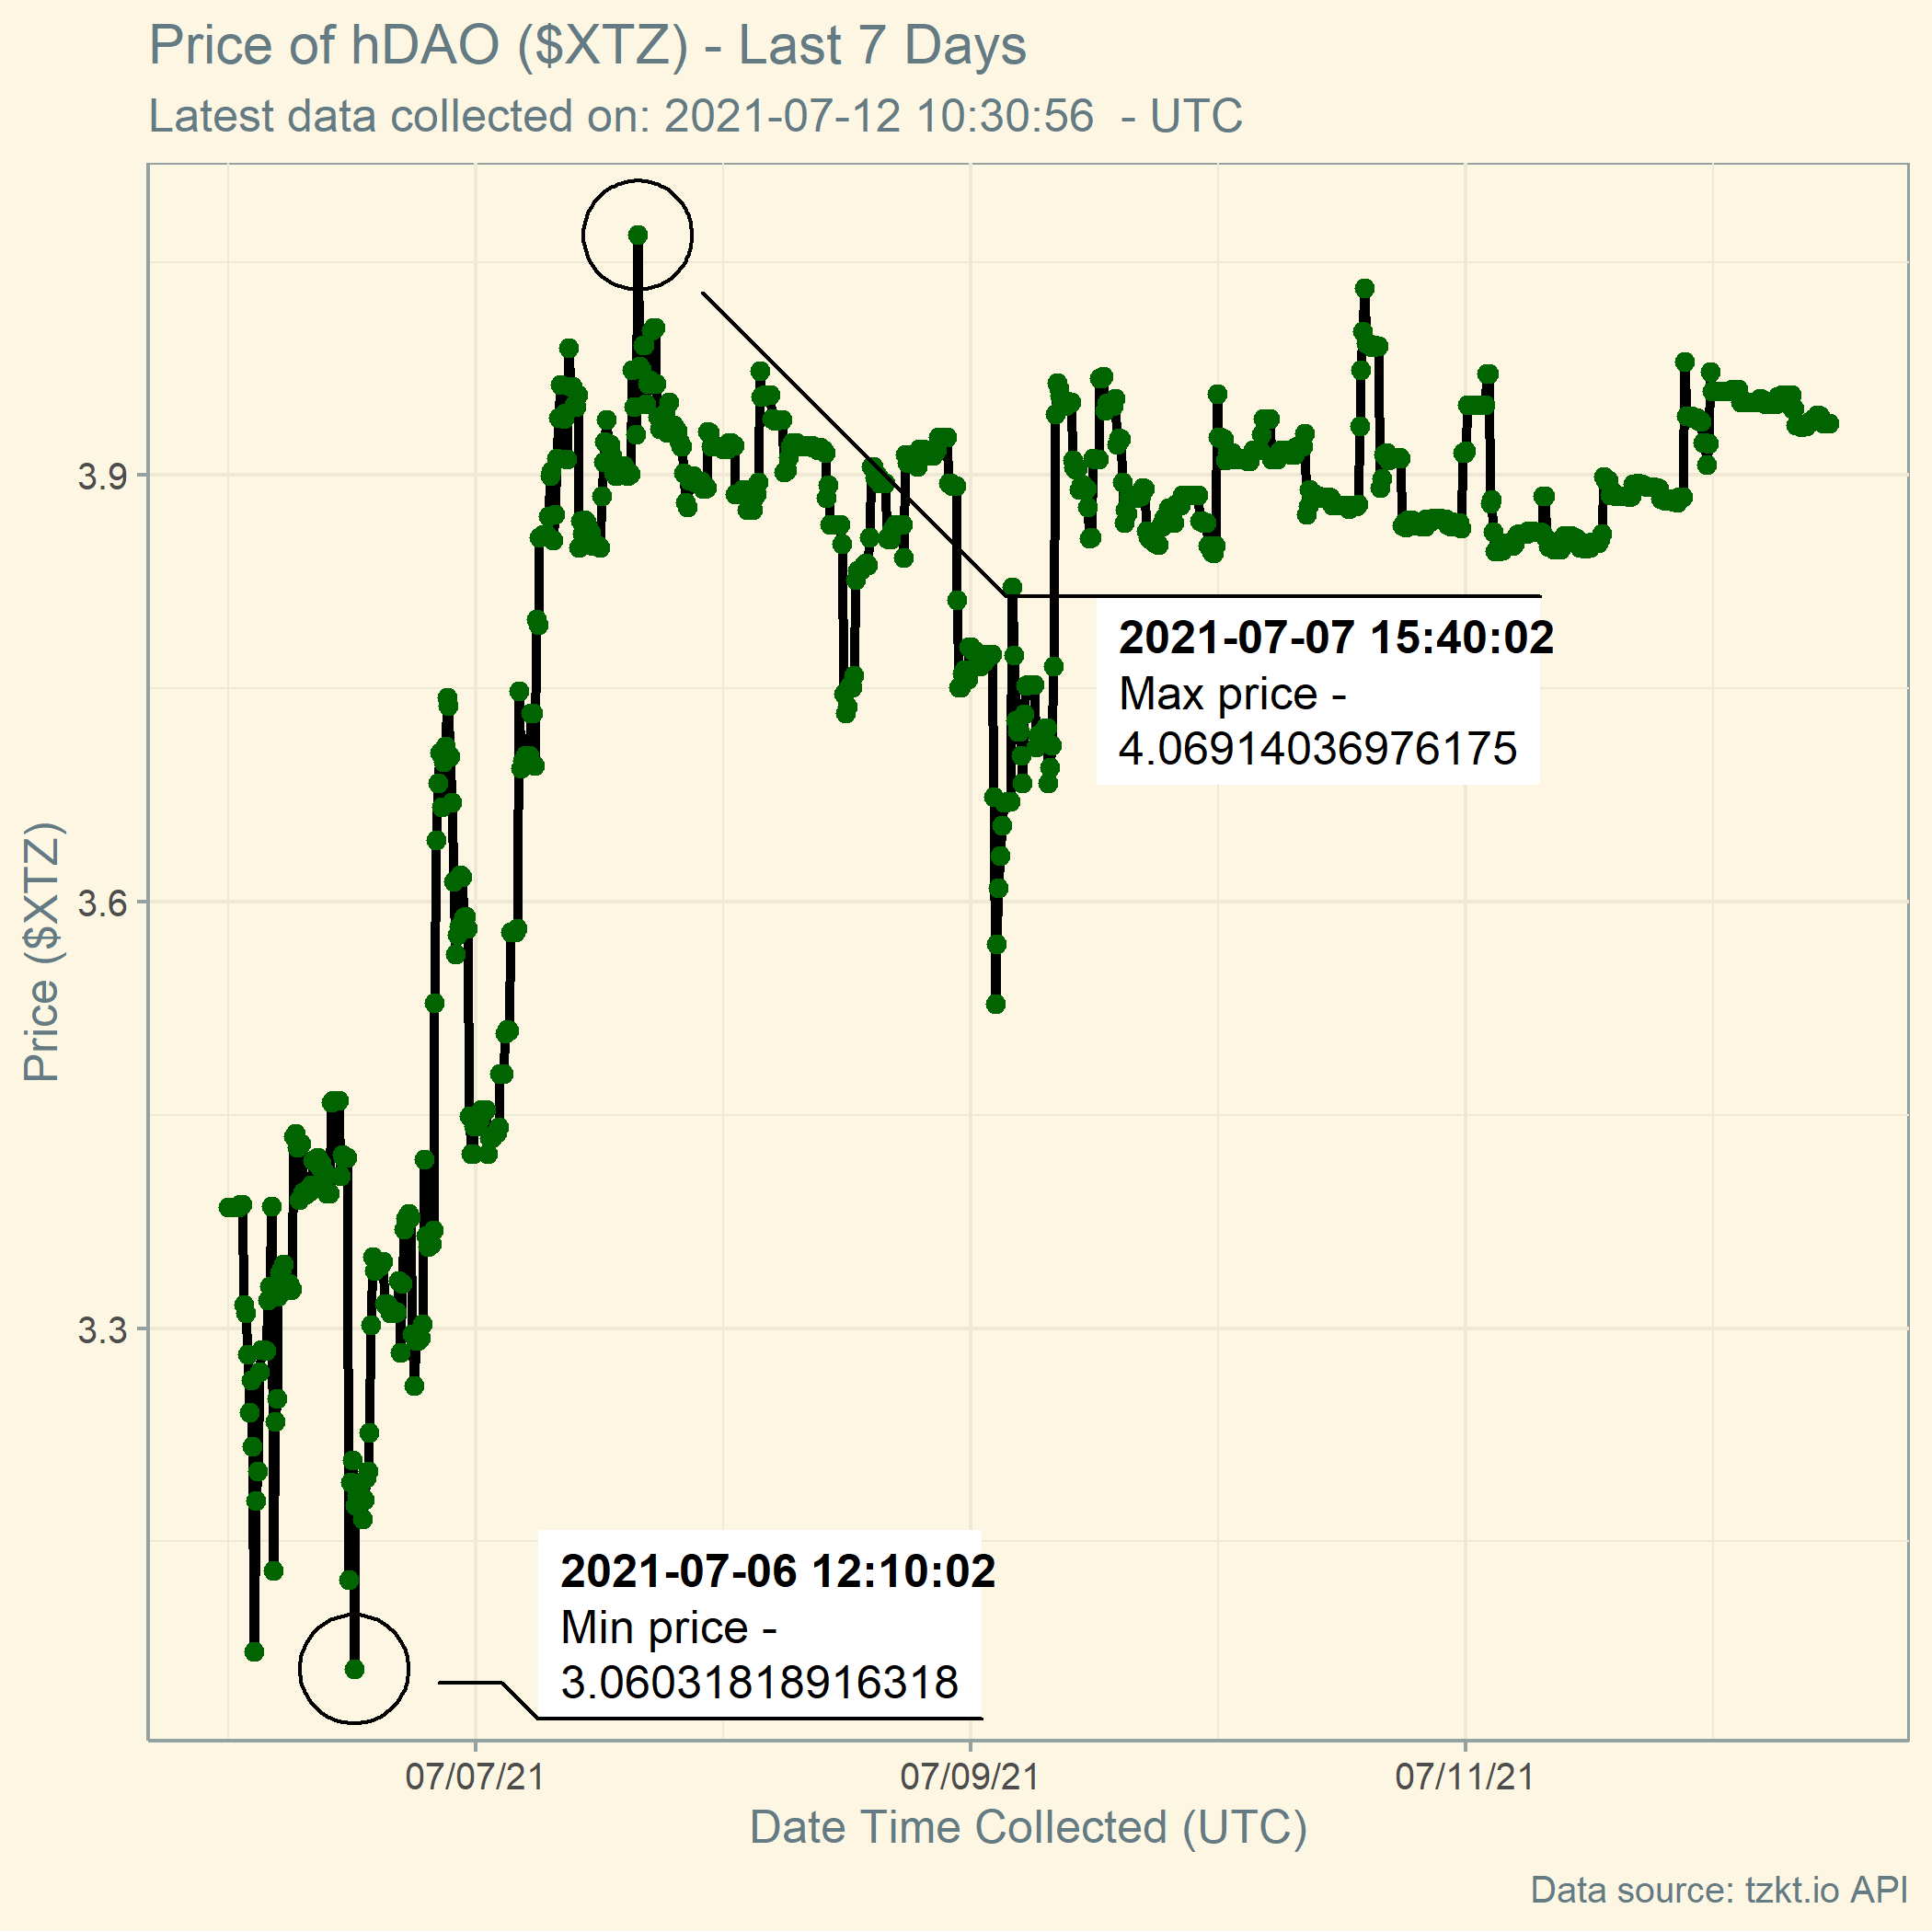 Price of hDAO ($XTZ) - Last 7 Days
Latest data collected on: 2021-07-12 10:30:56  - UTC
Price ($XTZ)
3.9
3.6
3.3
2021-07-07 15:40:02
Max price -
4.06914036976175
2021-07-06 12:10:02
Min price -
3.06031818916318
07/07/21
07/09/21
07/11/21
Date Time Collected (UTC)
Data source: tzkt.io API